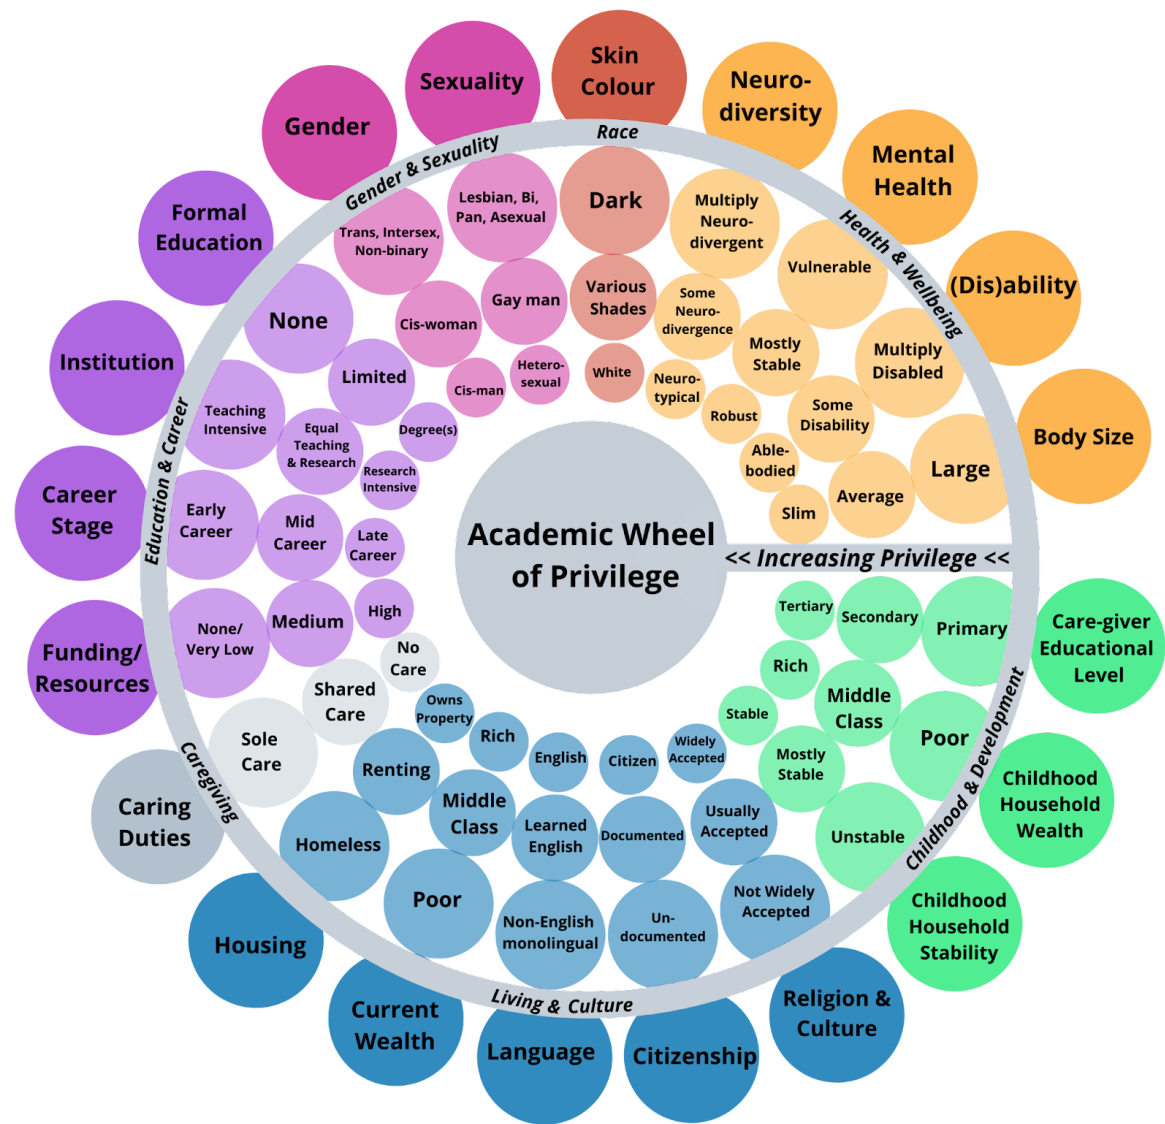 Academic Wheel
of Privilege
<< Increasing Privilege <<
Race
Skin
Colour
Dark
Various
Shades
White
Health & Wellbeing
Neuro-
diversity
Multiply
Neuro-
divergent
Some
Neuro-
divergence
Neuro-
typical
Mental
Health
Vulnerable
Mostly
Stable
Robust
(Dis)ability
Multiply
Disabled
Some
Disability
Able-
bodied
Body Size
Large
Average
Slim
Childhood & Development
Care-giver
Educational
Level
Primary
Secondary
Tertiary
Childhood
Household
Wealth
Poor
Middle
Class
Rich
Childhood
Household
Stability
Unstable
Mostly
Stable
Stable
Living & Culture
Religion &
Culture
Not Widely
Accepted
Usually
Accepted
Widely
Accepted
Citizenship
Un-
documented
Documented
Citizen
Language
Non-English
monolingual
Learned
English
English
Current
Wealth
Poor
Middle
Class
Rich
Housing
Homeless
Renting
Owns
Property
Caregiving
Caring
Duties
Sole
Care
Shared
Care
No
Care
Education & Career
Funding/
Resources
None/
Very Low
Medium
High
Career
Stage
Early
Career
Mid
Career
Late
Career
Institution
Teaching
Intensive
Equal
Teaching
& Research
Research
Intensive
Formal
Education
None
Limited
Degree(s)
Gender & Sexuality
Gender
Trans, Intersex,
Non-binary
Cis-woman
Cis-man
Sexuality
Lesbian, Bi,
Pan, Asexual
Gay man
Hetero-
sexual